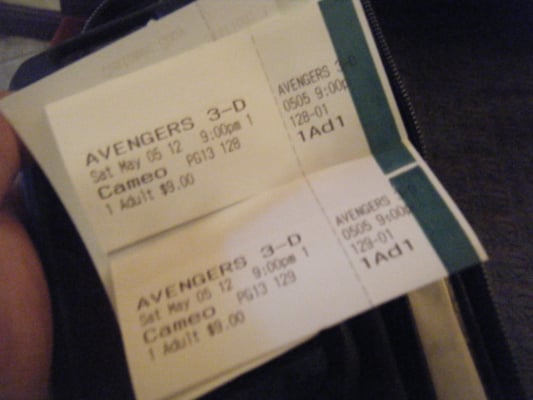 AVENGERS 3-D
Sat May 05 12 9:00pm 1
Cameo PG13 128
1 Adult $9.00
AVENGERS 3-D
0505 9:00p
128-01
1Ad1
AVENGERS 3-D
Sat May 05 12 9:00pm 1
Cameo PG13 129
1 Adult $9.00
AVENGERS
0505 9:00p
129-01
1Ad1